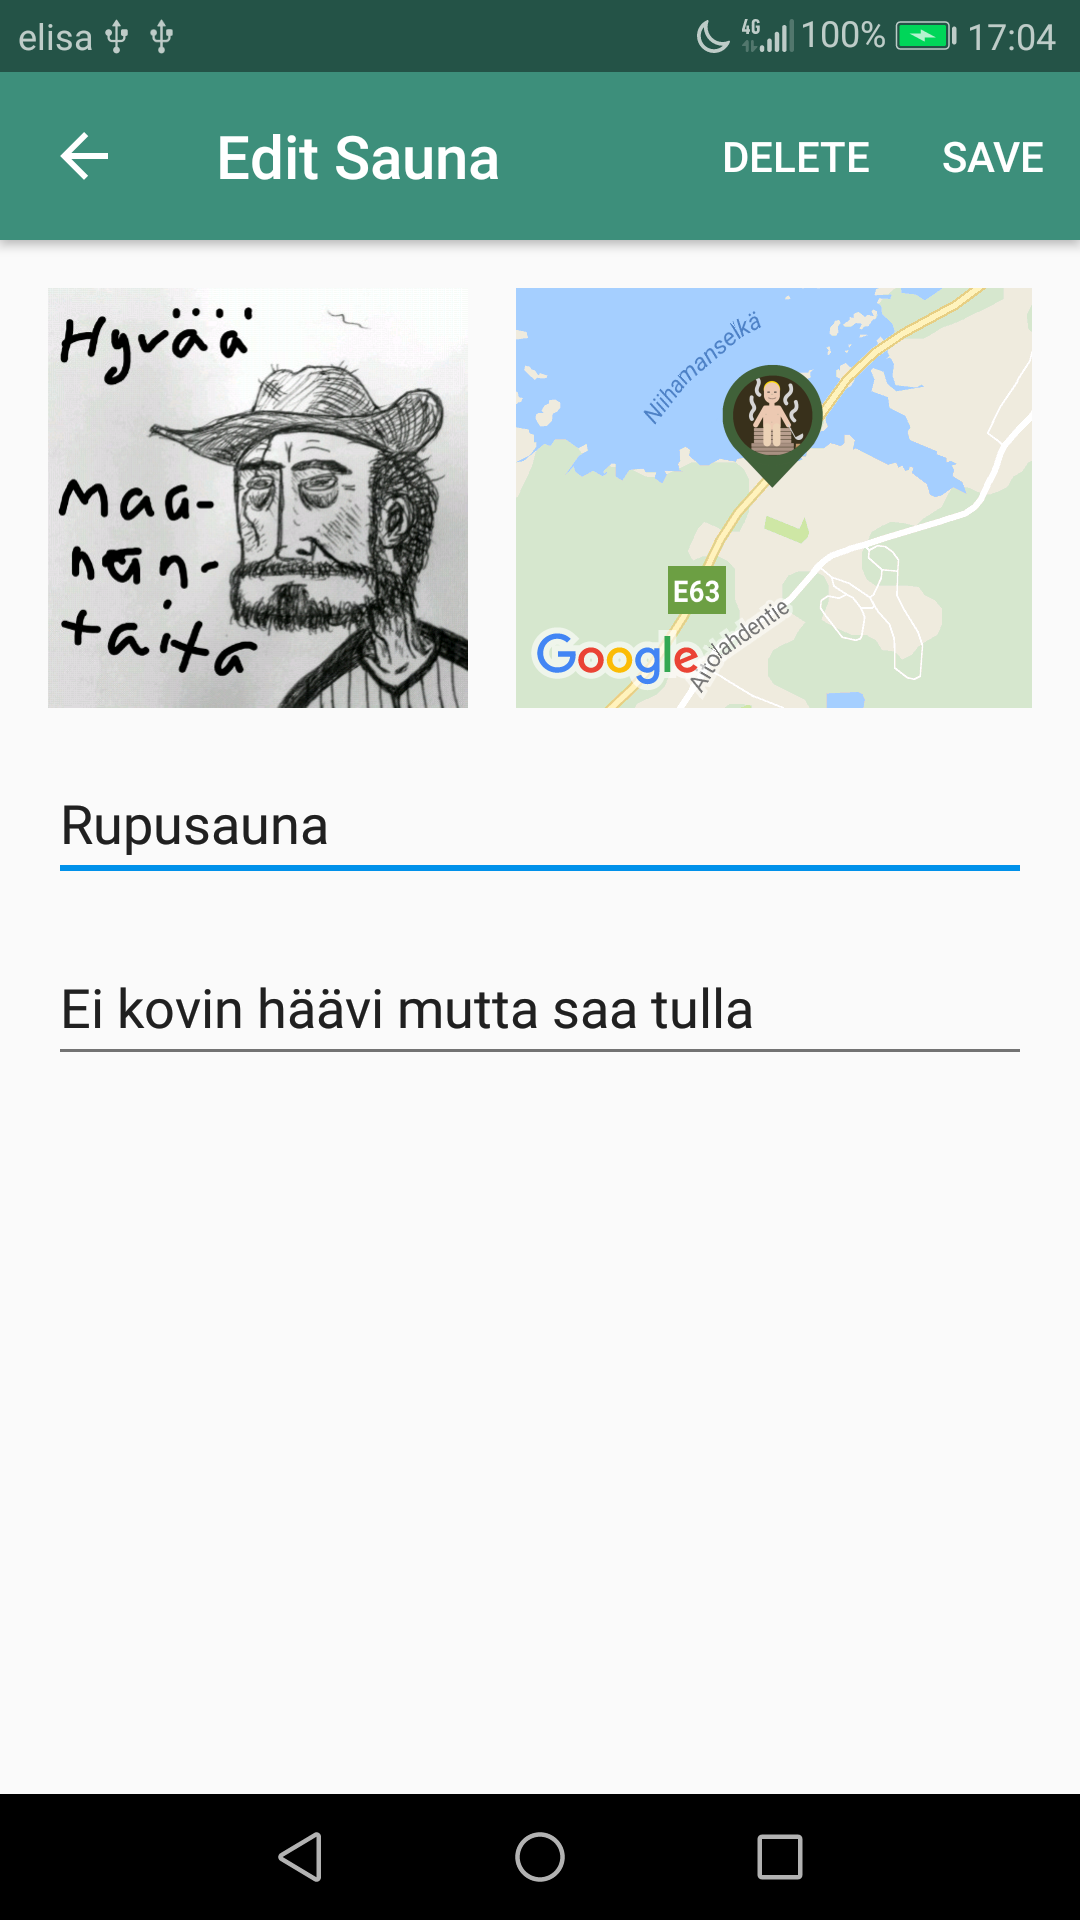 elisa 4G 100% 17:04
Edit Sauna DELETE SAVE
Hyvää
Maa-
nan-
taita
Niihamanselkä
E63
Aitolahdentie
Google
Rupusauna
Ei kovin häävi mutta saa tulla